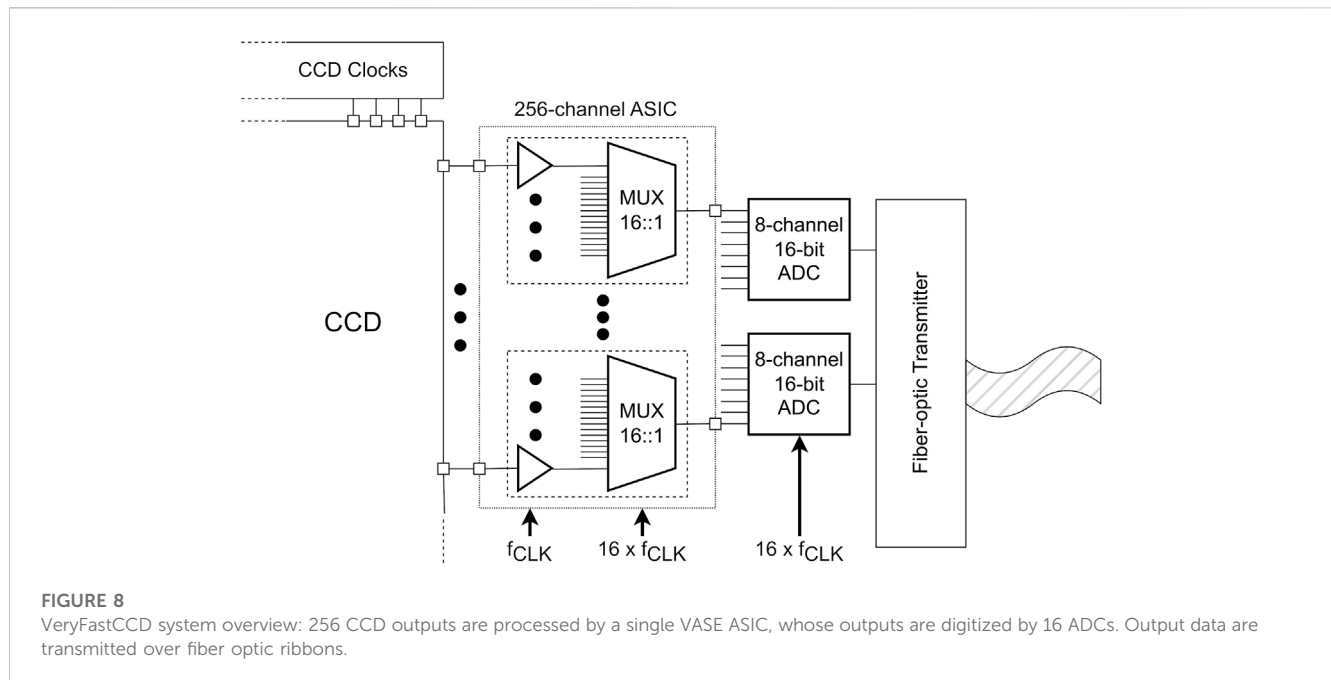 CCD Clocks
256-channel ASIC
MUX
16::1
8-channel
16-bit
ADC
CCD
MUX
16::1
8-channel
16-bit
ADC
Fiber-optic Transmitter
fCLK
16 x fCLK
16 x fCLK
FIGURE 8
VeryFastCCD system overview: 256 CCD outputs are processed by a single VASE ASIC, whose outputs are digitized by 16 ADCs. Output data are
transmitted over fiber optic ribbons.